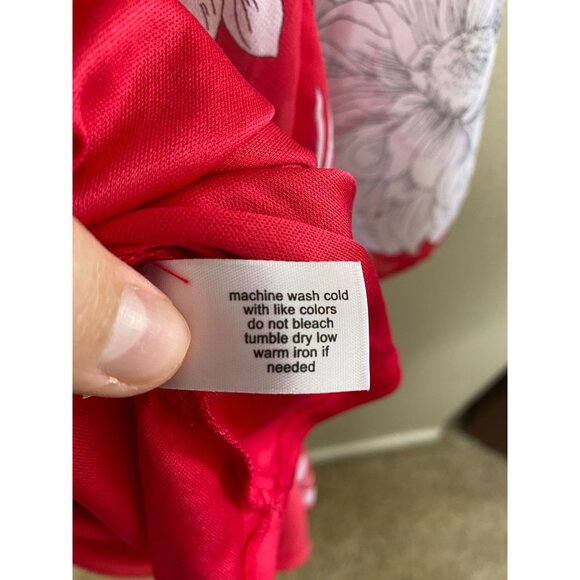 machine wash cold
with like colors
do not bleach
tumble dry low
warm iron if
needed